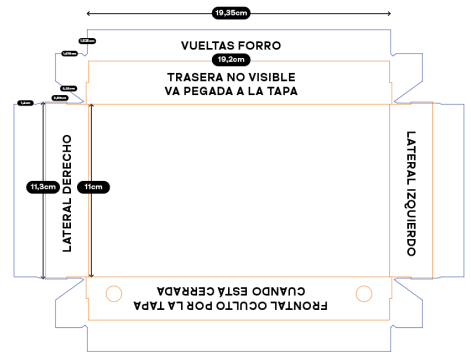 19,35cm
VUELTAS FORRO
19,2cm
TRASERA NO VISIBLE
VA PEGADA A LA TAPA
LATERAL DERECHO
11,3cm
11cm
LATERAL IZQUIERDO
FRONTAL OCULTO POR LA TAPA
CUANDO ESTÁ CERRADA